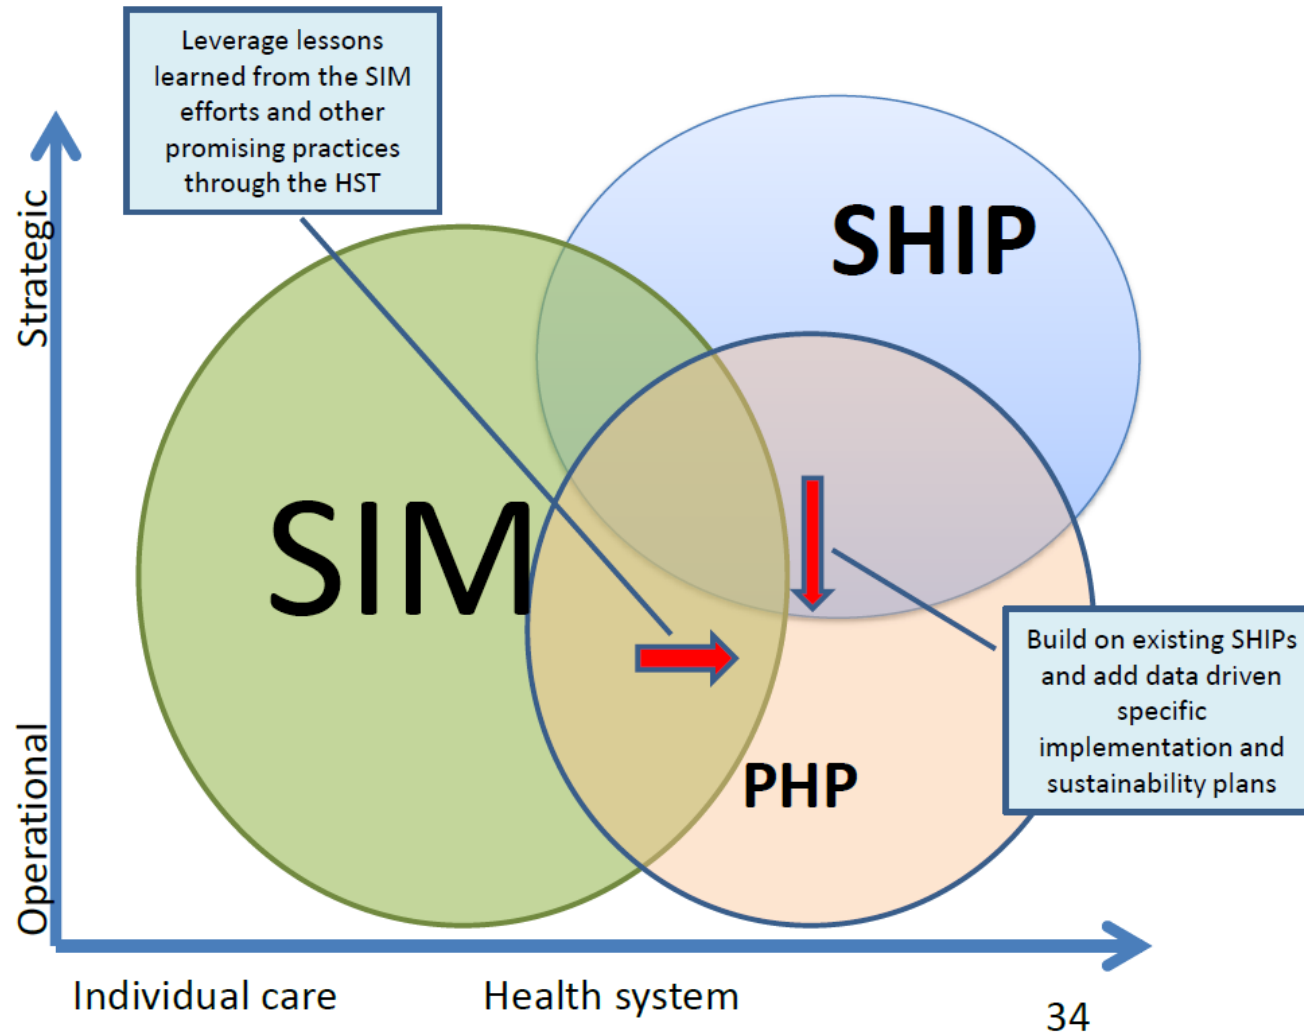 Leverage lessons
learned from the SIM
efforts and other
promising practices
through the HST
Strategic
SHIP
SIM
Build on existing SHIPs
and add data driven
specific
implementation and
sustainability plans
PHP
Operational
Individual care
Health system
34